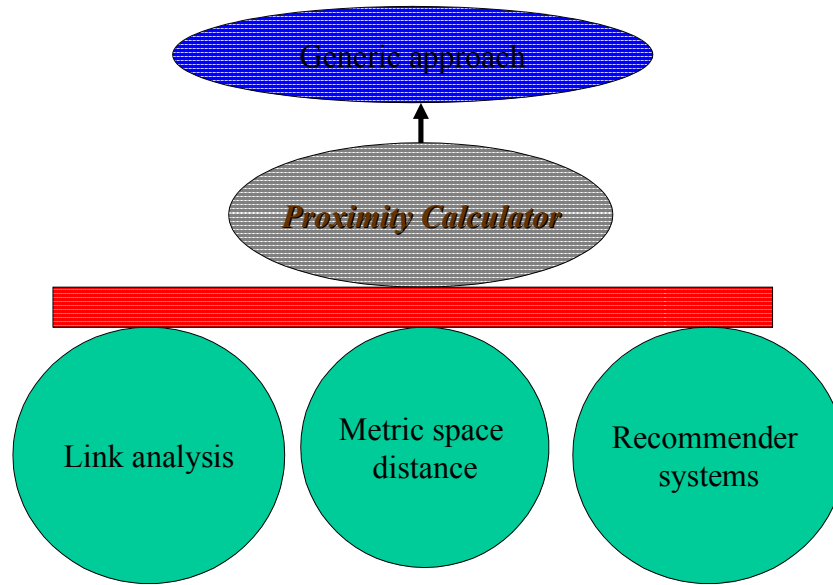 Generic approach
Proximity Calculator
Link analysis
Metric space
distance
Recommender
systems